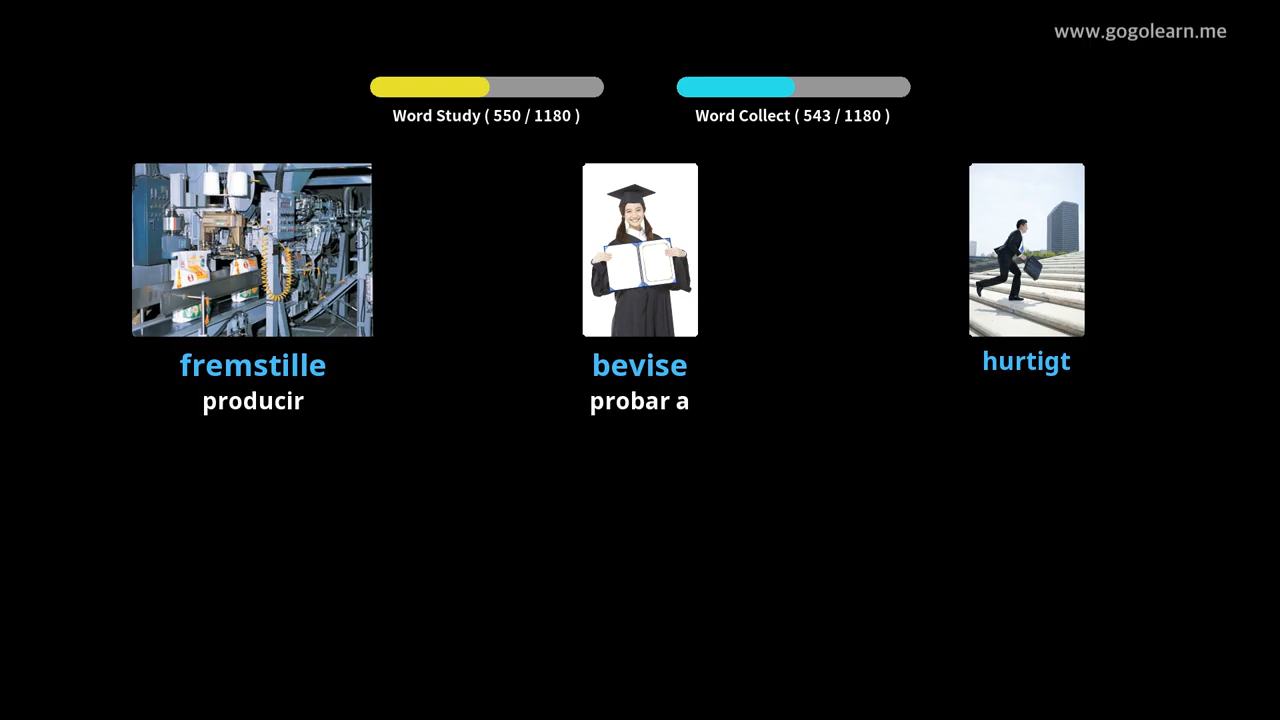 www.gogolearn.me
Word Study ( 550 / 1180 )
Word Collect ( 543 / 1180 )
fremstille
producir
bevise
probar a
hurtigt